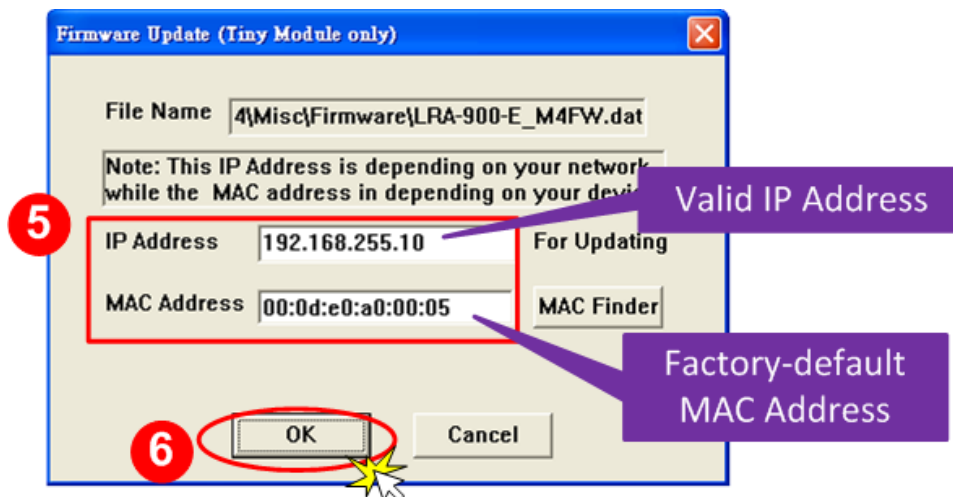 Firmware Update (Tiny Module only)
File Name 4\Misc\Firmware\LRA-900-E_M4FW.dat
Note: This IP Address is depending on your network
while the MAC address in depending on your
Valid IP Address
5
IP Address 192.168.255.10 For Updating
MAC Address 00:0d:e0:a0:00:05 MAC Finder
Factory-default
MAC Address
6
OK Cancel